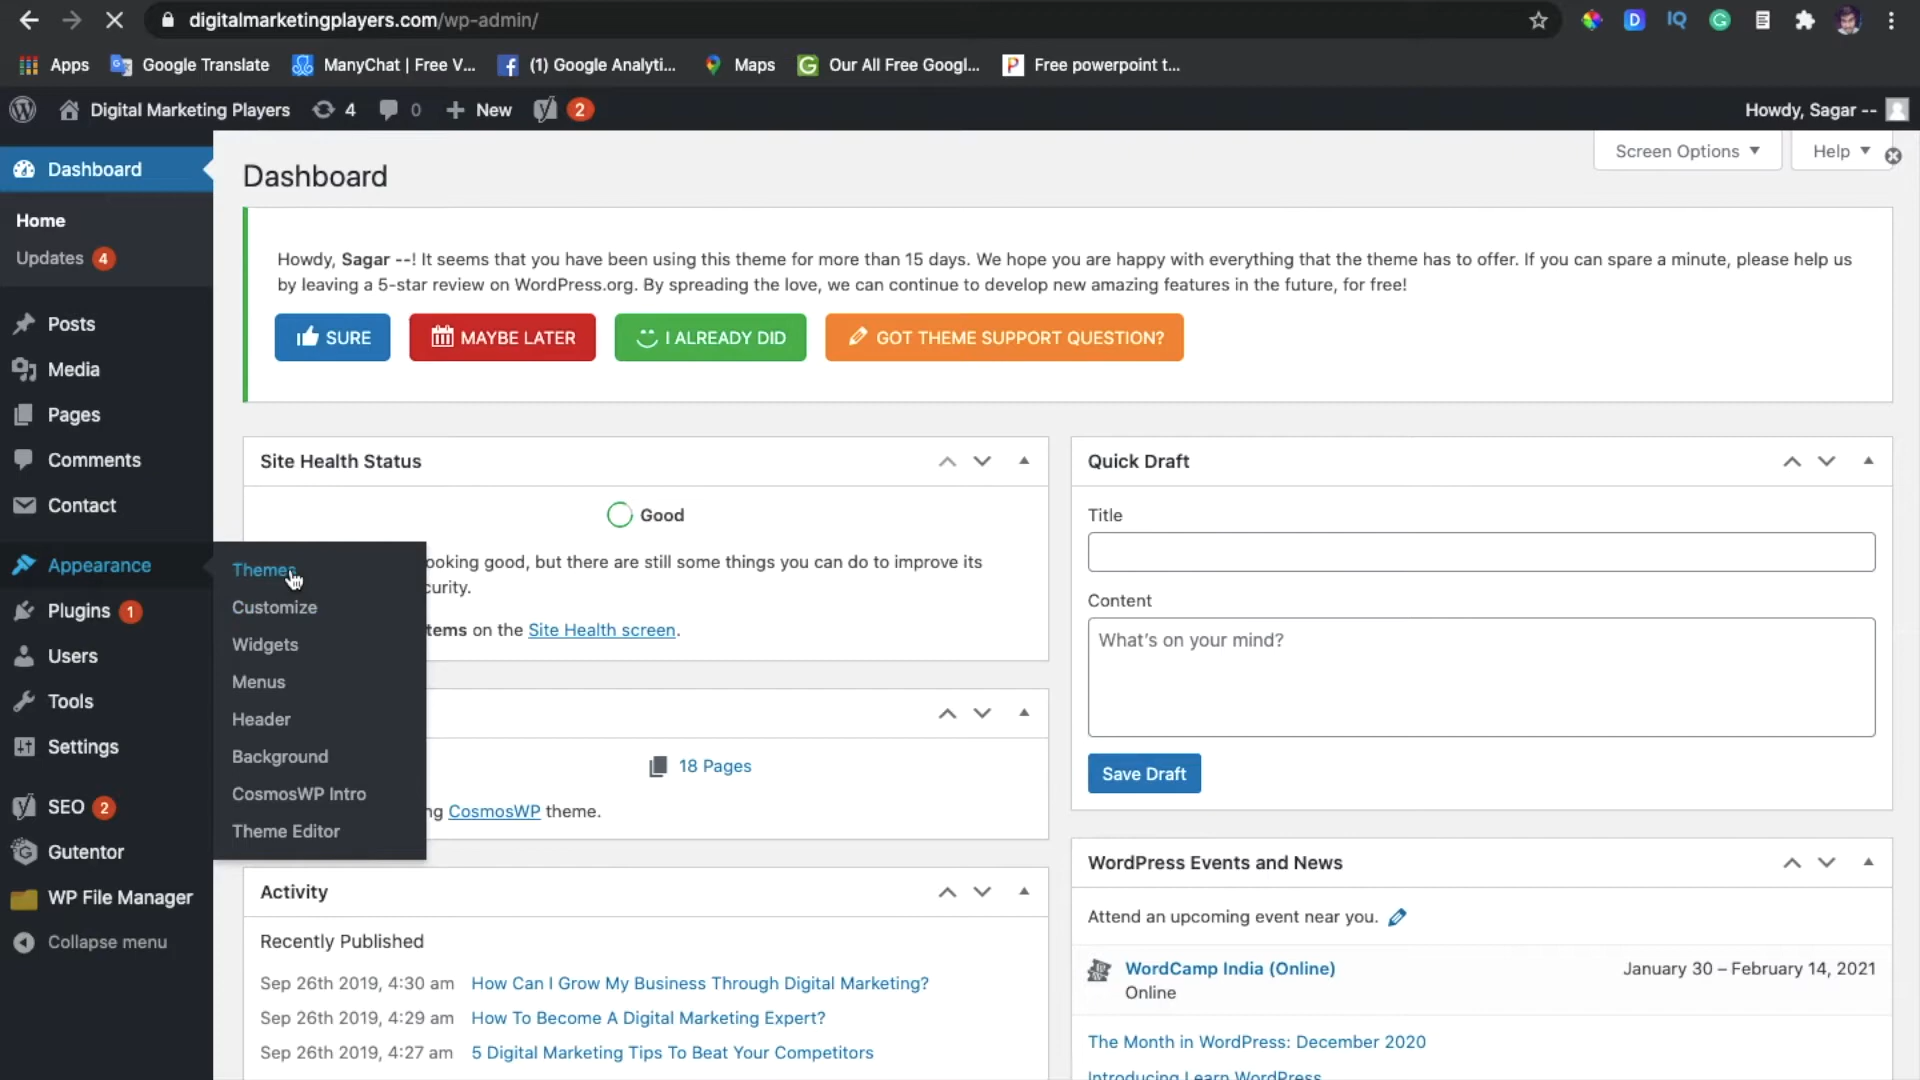 digitalmarketingplayers.com/wp-admin/
Apps
Google Translate
ManyChat | Free V...
(1) Google Analyti...
Maps
Our All Free Googl...
Free powerpoint t...
Digital Marketing Players
4
0
New
2
Howdy, Sagar --
Dashboard
Home
Updates 4
Posts
Media
Pages
Comments
Contact
Appearance
Plugins 1
Users
Tools
Settings
SEO 2
Gutentor
WP File Manager
Collapse menu
Themes
Customize
Widgets
Menus
Header
Background
CosmosWP Intro
Theme Editor
Screen Options
Help
Dashboard
Howdy, Sagar --! It seems that you have been using this theme for more than 15 days. We hope you are happy with everything that the theme has to offer. If you can spare a minute, please help us
by leaving a 5-star review on WordPress.org. By spreading the love, we can continue to develop new amazing features in the future, for free!
SURE
MAYBE LATER
I ALREADY DID
GOT THEME SUPPORT QUESTION?
Site Health Status
Good
ooking good, but there are still some things you can do to improve its
curity.
tems on the Site Health screen.
18 Pages
ng CosmosWP theme.
Activity
Recently Published
Sep 26th 2019, 4:30 am How Can I Grow My Business Through Digital Marketing?
Sep 26th 2019, 4:29 am How To Become A Digital Marketing Expert?
Sep 26th 2019, 4:27 am 5 Digital Marketing Tips To Beat Your Competitors
Quick Draft
Title
Content
What's on your mind?
Save Draft
WordPress Events and News
Attend an upcoming event near you.
WordCamp India (Online)
January 30 – February 14, 2021
Online
The Month in WordPress: December 2020
Introducing Learn WordPress